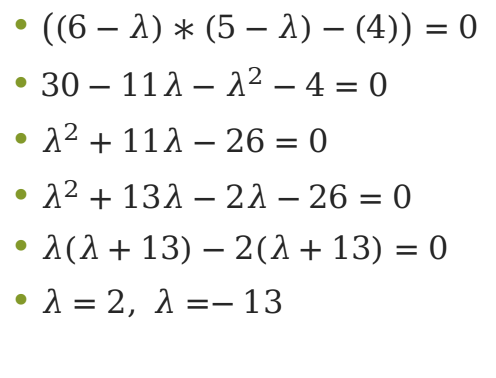 • ((6 − λ) ∗ (5 − λ) − (4)) = 0
• 30 − 11λ − λ² − 4 = 0
• λ² + 11λ − 26 = 0
• λ² + 13λ − 2λ − 26 = 0
• λ(λ + 13) − 2(λ + 13) = 0
• λ = 2, λ =− 13